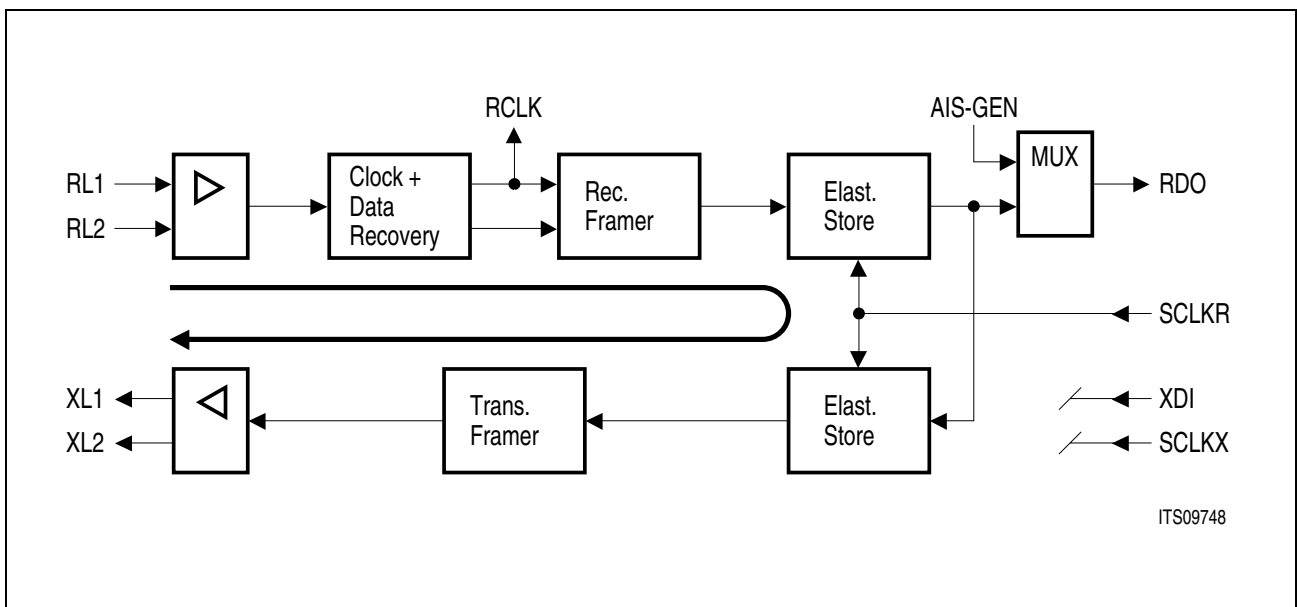 RCLK
AIS-GEN
RL1
RL2
Clock +
Data
Recovery
Rec.
Framer
Elast.
Store
MUX
RDO
SCLKR
XL1
XL2
Trans.
Framer
Elast.
Store
XDI
SCLKX
ITS09748